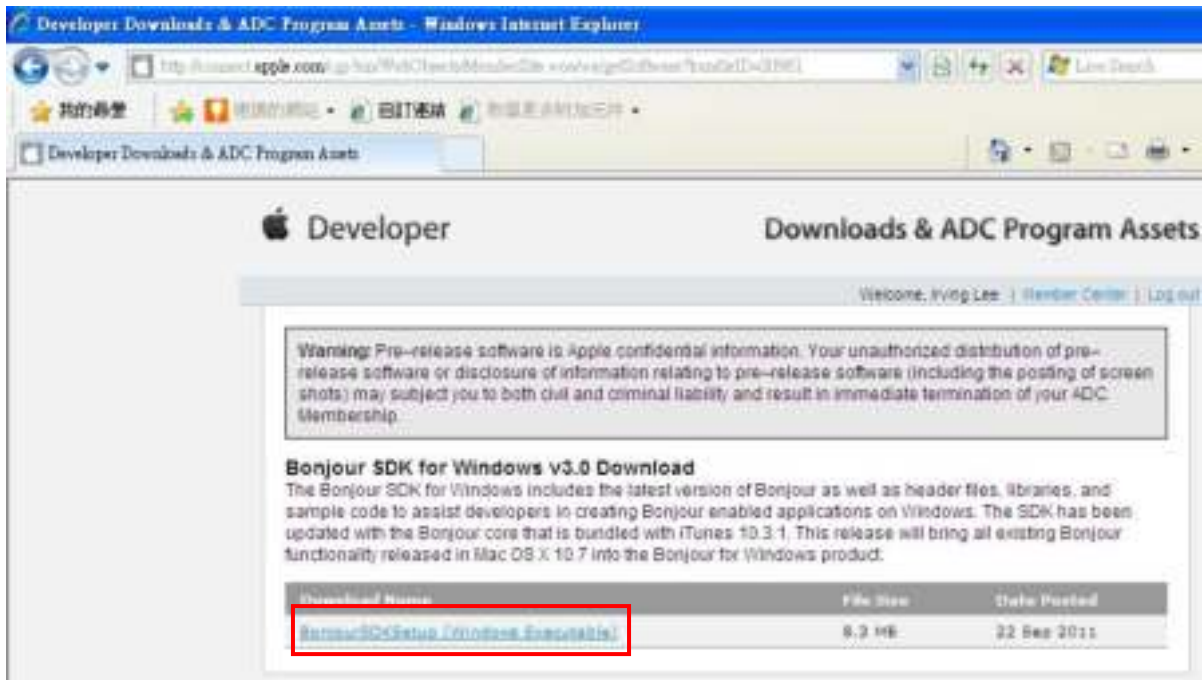 Developer Downloads & ADC Program Assets - Windows Internet Explorer
apple.com
Live Search
我的最愛
自訂連結
Developer Downloads & ADC Program Assets
Developer
Downloads & ADC Program Assets
Welcome, Irving Lee | Member Center | Log out
Warning: Pre-release software is Apple confidential information. Your unauthorized distribution of pre-
release software or disclosure of information relating to pre-release software (including the posting of screen
shots) may subject you to both civil and criminal liability and result in immediate termination of your ADC
Membership.
Bonjour SDK for Windows v3.0 Download
The Bonjour SDK for Windows includes the latest version of Bonjour as well as header files, libraries, and
sample code to assist developers in creating Bonjour enabled applications on Windows. The SDK has been
updated with the Bonjour core that is bundled with iTunes 10.3.1. This release will bring all existing Bonjour
functionality released in Mac OS X 10.7 into the Bonjour for Windows product.
Download Name File Size Date Posted
BonjourSDKSetup (Windows Executable) 8.3 MB 22 Sep 2011